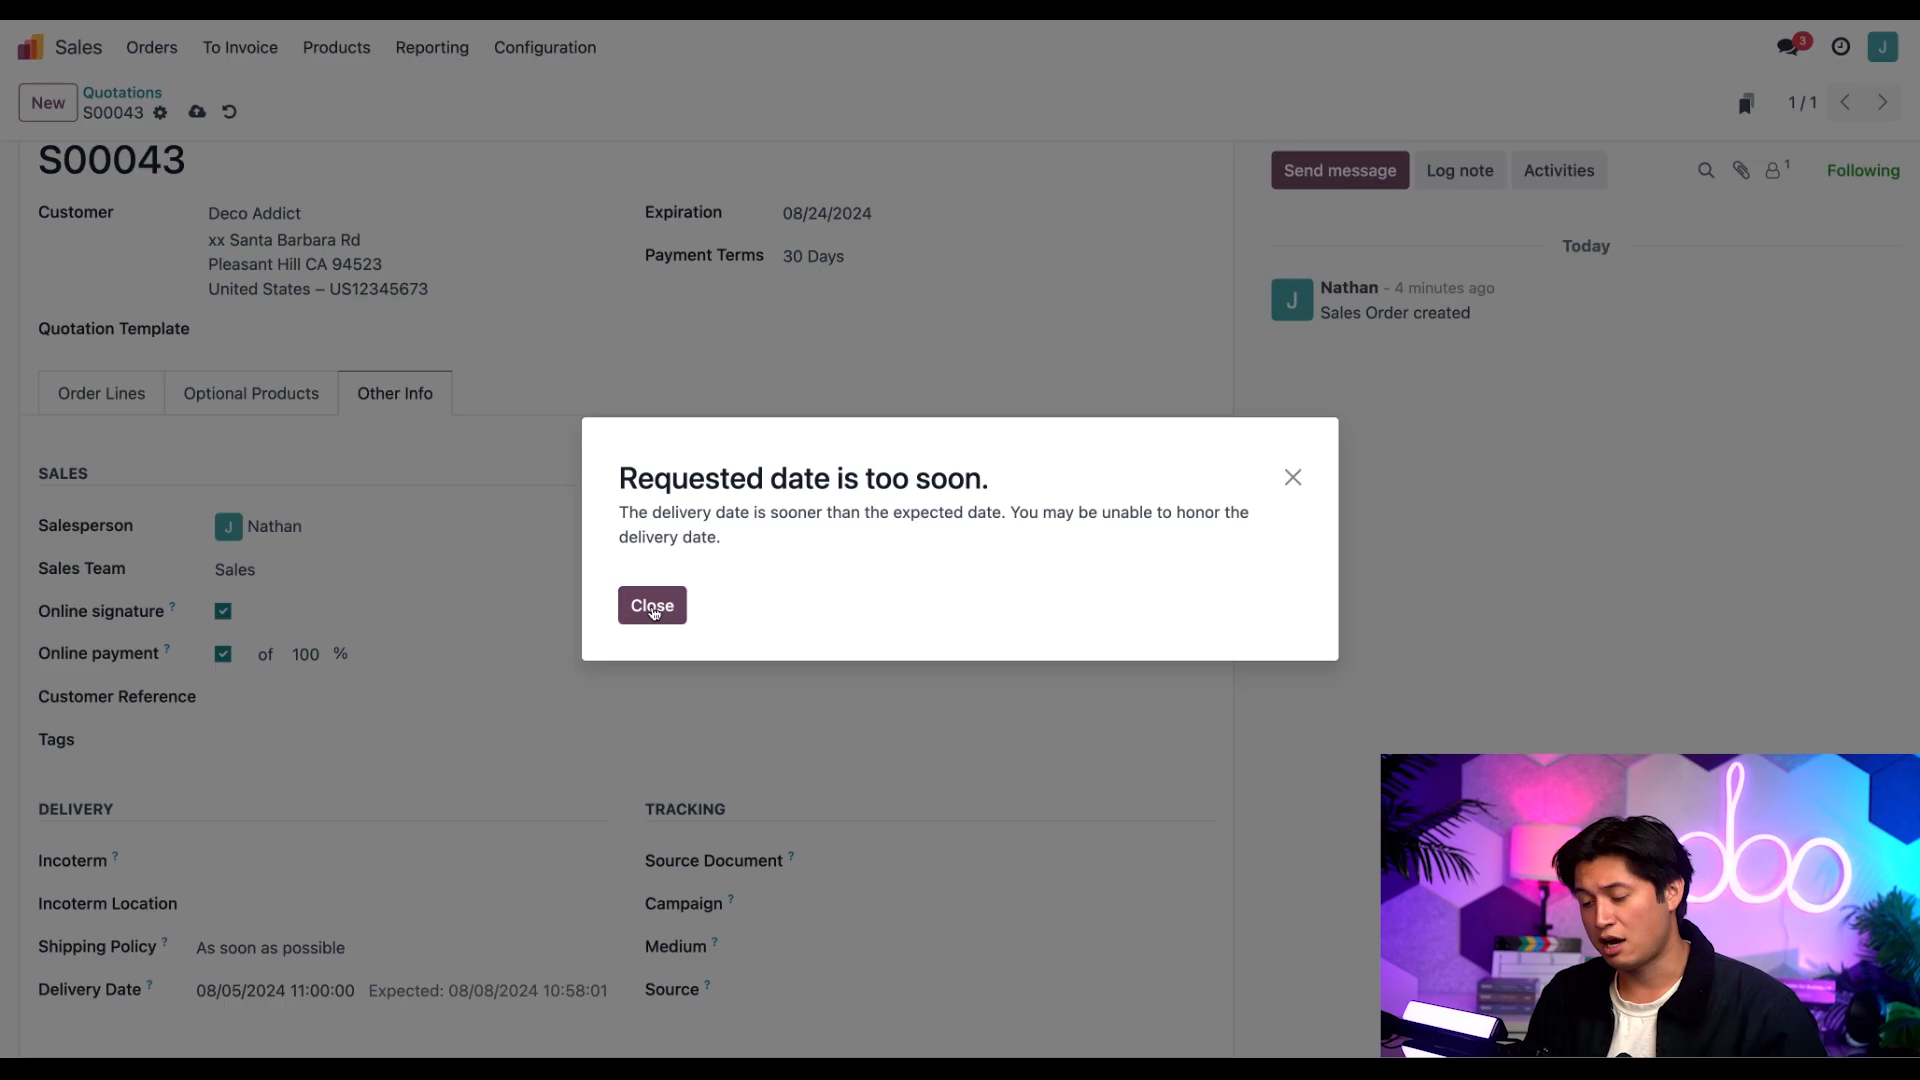 Sales Orders To Invoice Products Reporting Configuration
3
J
New
Quotations
S00043
1 / 1
S00043
Send message Log note Activities
1
Following
Customer
Deco Addict
xx Santa Barbara Rd
Pleasant Hill CA 94523
United States – US12345673
Expiration 08/24/2024
Payment Terms 30 Days
Quotation Template
Today
J
Nathan - 4 minutes ago
Sales Order created
Order Lines Optional Products Other Info
SALES
Salesperson J Nathan
Sales Team Sales
Online signature ?
Online payment ? of 100 %
Customer Reference
Tags
Requested date is too soon.
The delivery date is sooner than the expected date. You may be unable to honor the
delivery date.
Close
DELIVERY
Incoterm ?
Incoterm Location
Shipping Policy ? As soon as possible
Delivery Date ? 08/05/2024 11:00:00 Expected: 08/08/2024 10:58:01
TRACKING
Source Document ?
Campaign ?
Medium ?
Source ?